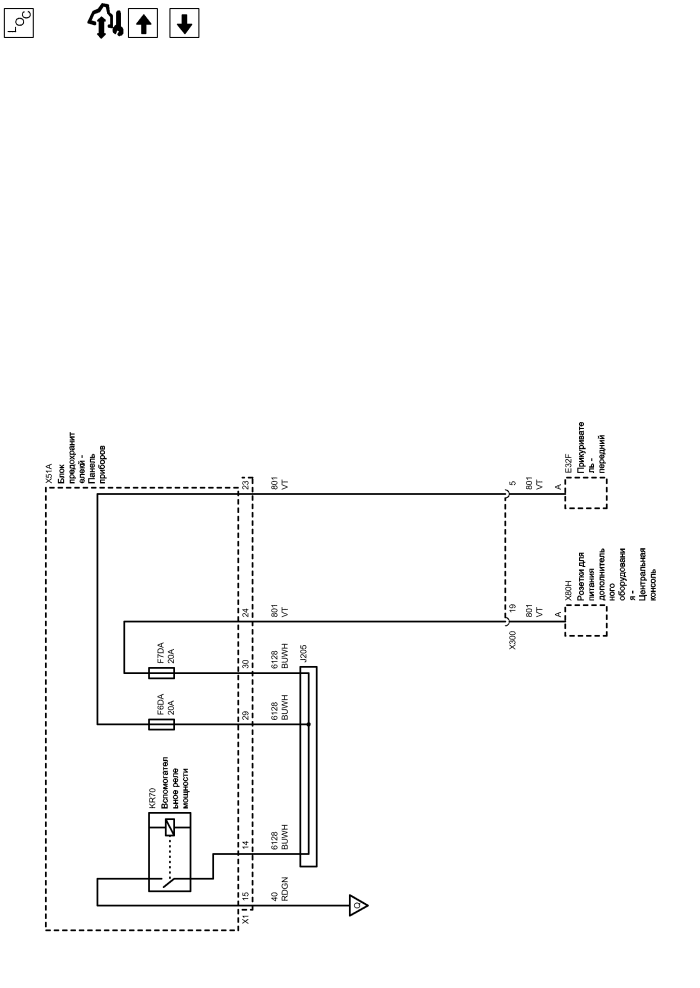 LOC
X51A
Блок
предохранит
елей -
Панель
приборов
KR70
Вспомогател
ьное реле
мощности
F6DA
20A
F7DA
20A
X1
15
14
29
30
24
23
40
RDGN
6128
BUWH
6128
BUWH
6128
BUWH
801
VT
801
VT
J205
Q
X300
19
5
801
VT
801
VT
A
A
X80H
Розетки для
питания
дополнитель
ного
оборудовани
я -
Центральная
консоль
E32F
Прикуривате
ль -
передний